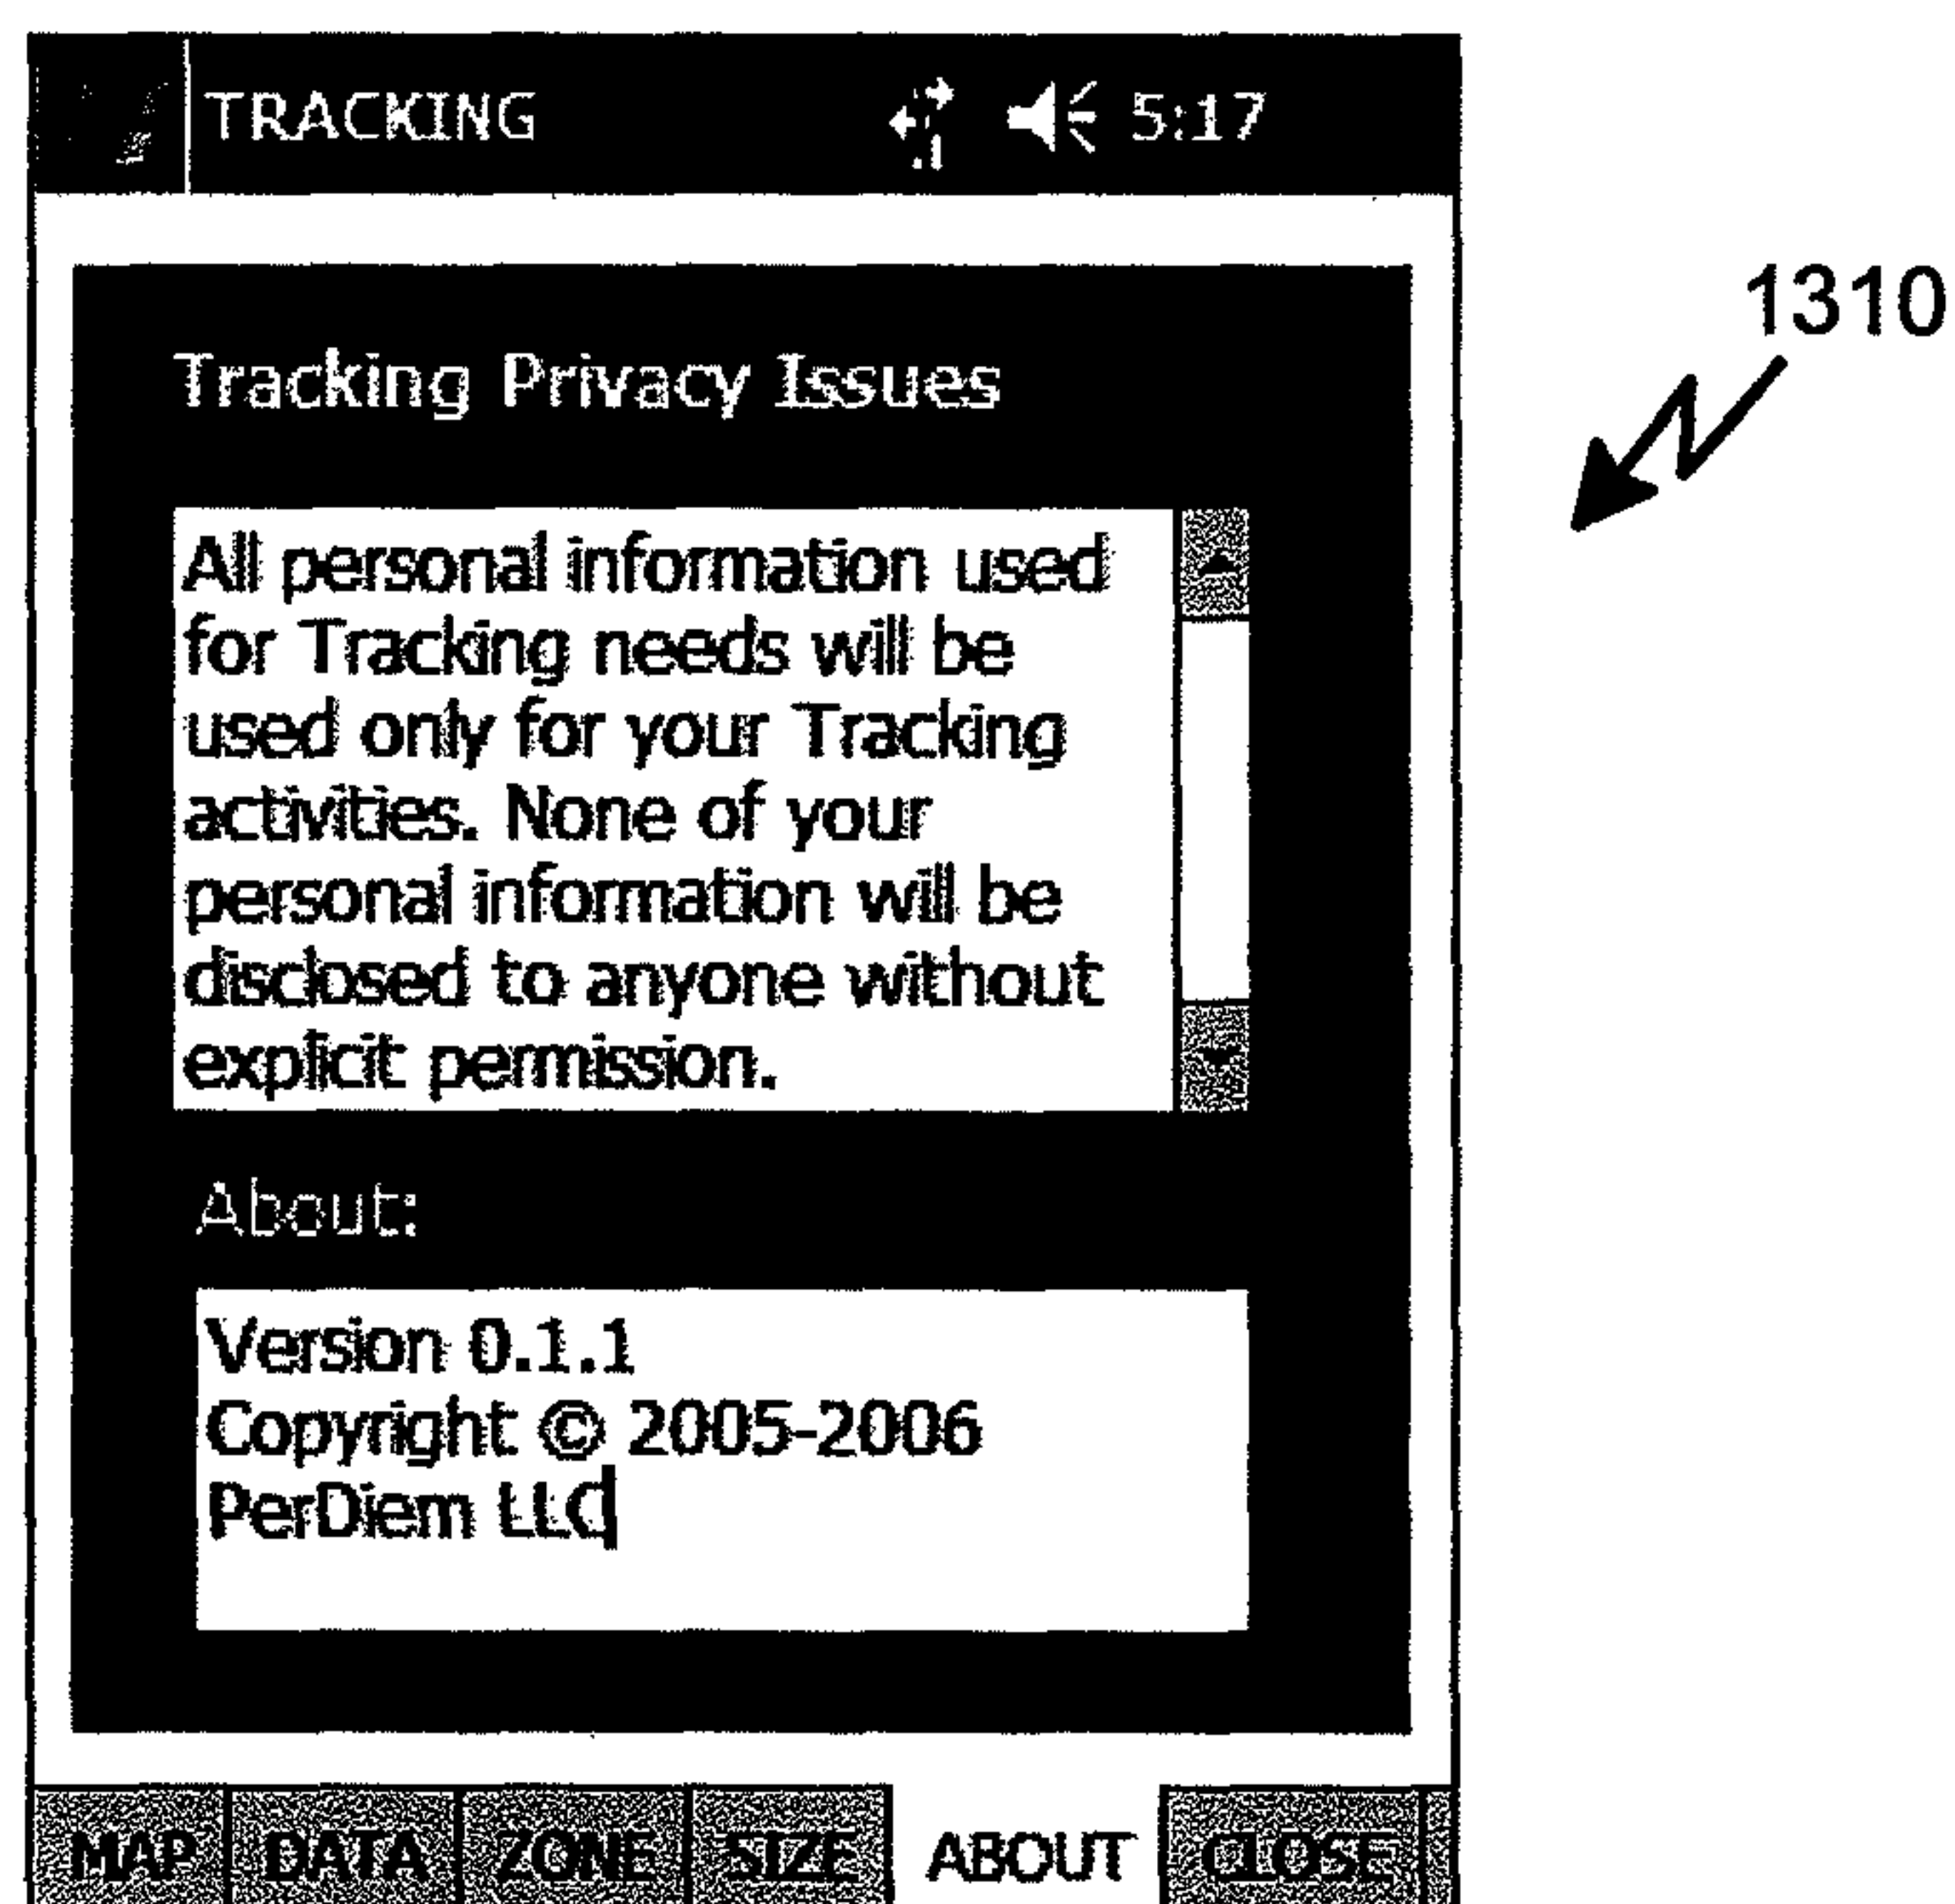 TRACKING 5:17
1310
Tracking Privacy Issues
All personal information used
for Tracking needs will be
used only for your Tracking
activities. None of your
personal information will be
disclosed to anyone without
explicit permission.
About:
Version 0.1.1
Copyright © 2005-2006
PerDiem LLC
MAP DATA ZONE SIZE ABOUT CLOSE